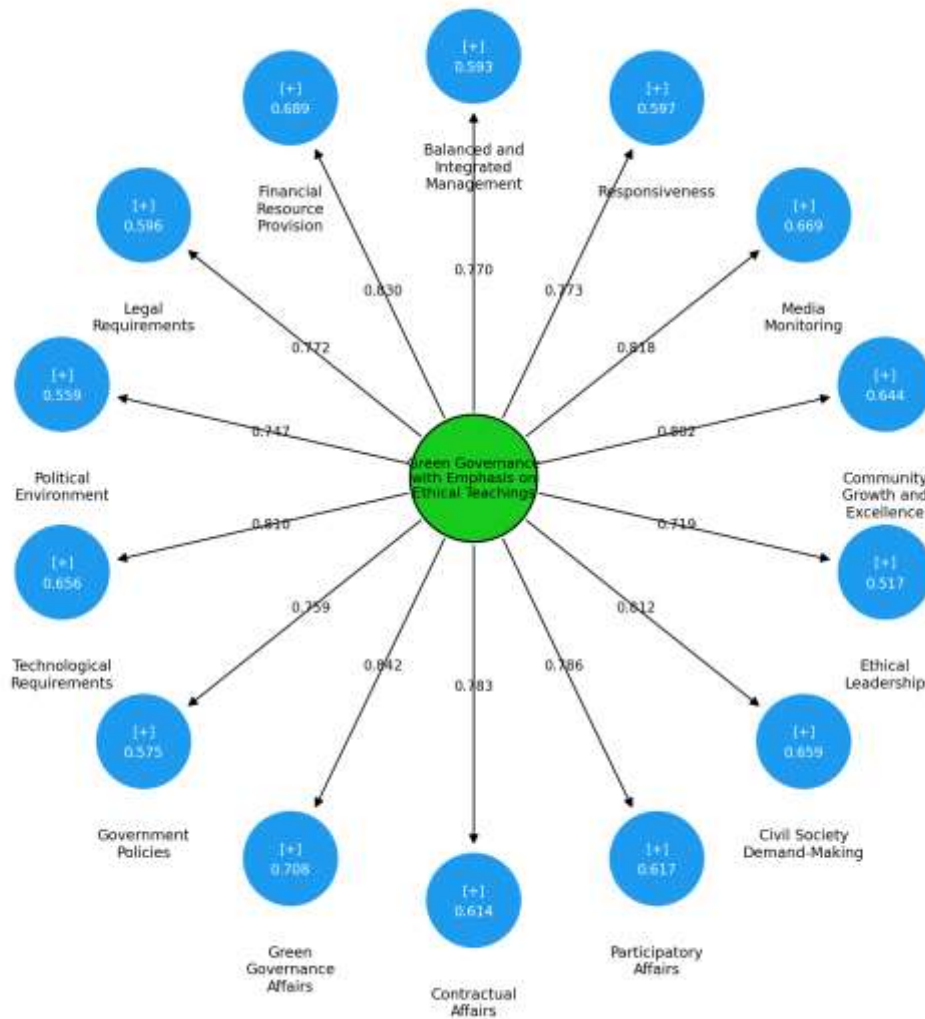 [+]
0.593
[+]
0.689
[+]
0.597
Balanced and
Integrated
Management
Financial
Resource
Provision
Responsiveness
[+]
0.596
[+]
0.669
Legal
Requirements
Media
Monitoring
0.770
0.830
0.773
0.772
0.818
[+]
0.559
[+]
0.644
0.747
0.802
Political
Environment
Green Governance
with Emphasis on
Ethical Teachings
Community
Growth and
Excellence
0.810
0.719
[+]
0.656
[+]
0.517
0.759
0.812
Technological
Requirements
Ethical
Leadership
0.842
0.783
0.786
[+]
0.575
[+]
0.659
Government
Policies
Civil Society
Demand-Making
[+]
0.708
[+]
0.614
[+]
0.617
Green
Governance
Affairs
Contractual
Affairs
Participatory
Affairs